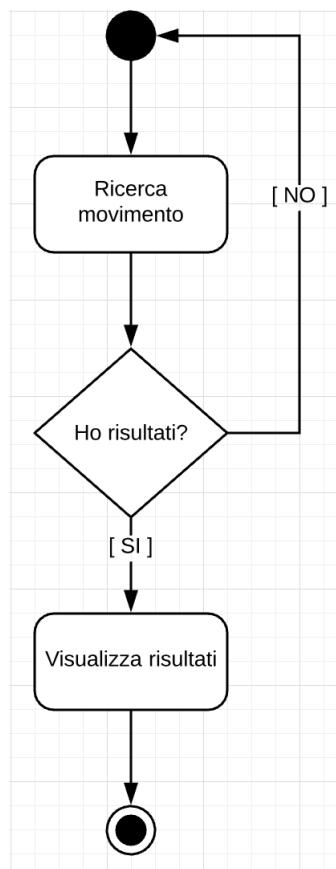 Ricerca
movimento
[ NO ]
Ho risultati?
[ SI ]
Visualizza risultati